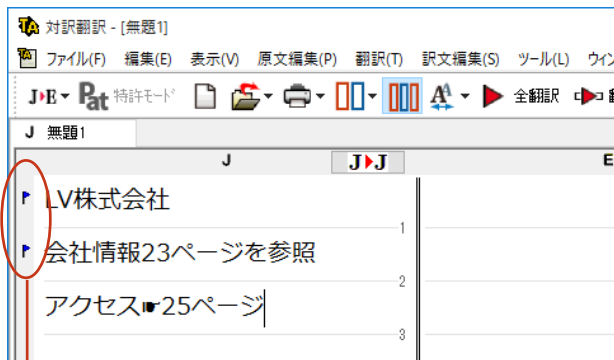 対訳翻訳 - [無題1]
ファイル(F) 編集(E) 表示(V) 原文編集(P) 翻訳(T) 訳文編集(S) ツール(L)
J▶E Pat 特許モード 全翻訳
J 無題1
J J▶J E
LV株式会社
1
会社情報23ページを参照
2
アクセス☛25ページ
3